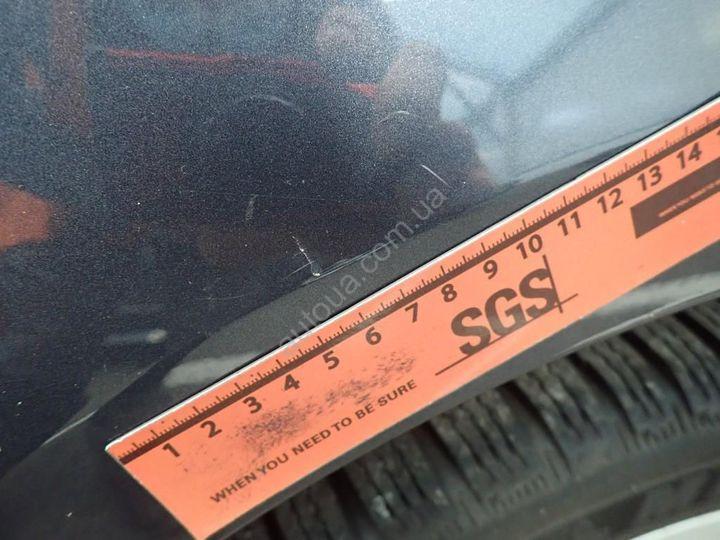 1 2 3 4 5 6 7 8 9 10 11 12 13 14
SGS
WHEN YOU NEED TO BE SURE
autoua.com.ua